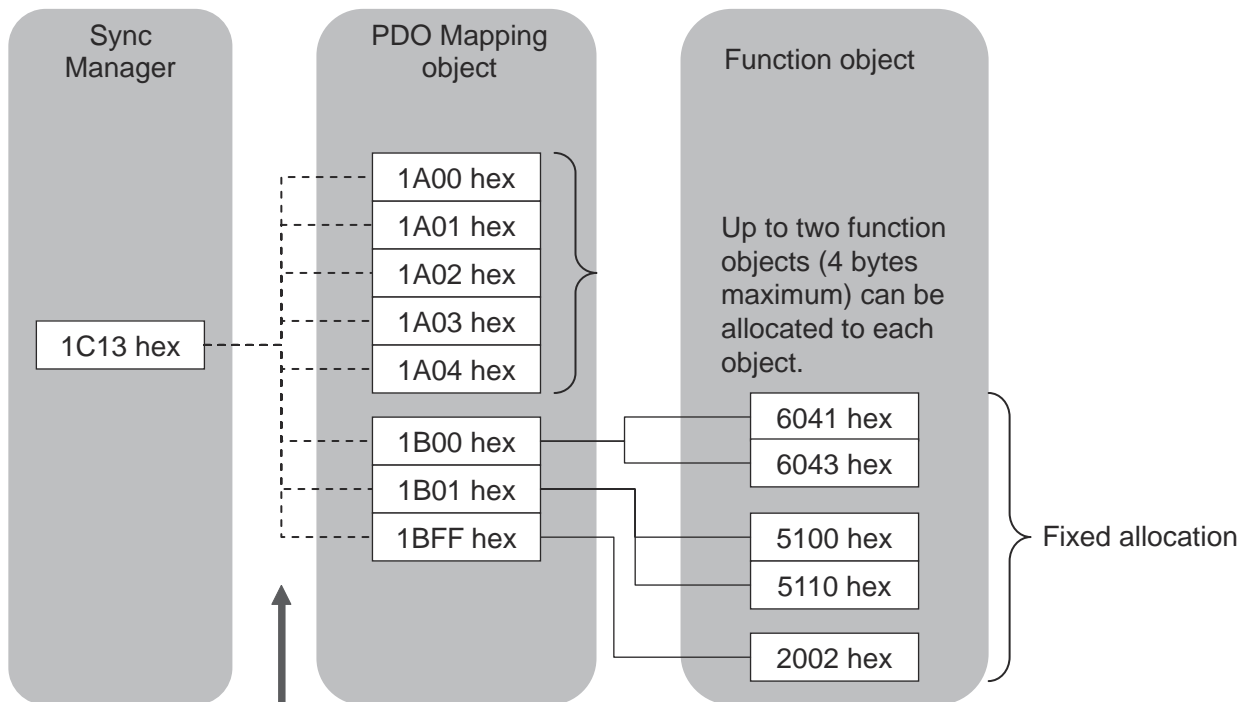 Sync
Manager
PDO Mapping
object
Function object
1A00 hex
1A01 hex
1A02 hex
1A03 hex
1A04 hex
Up to two function
objects (4 bytes
maximum) can be
allocated to each
object.
1C13 hex
1B00 hex
1B01 hex
1BFF hex
6041 hex
6043 hex
5100 hex
5110 hex
2002 hex
Fixed allocation